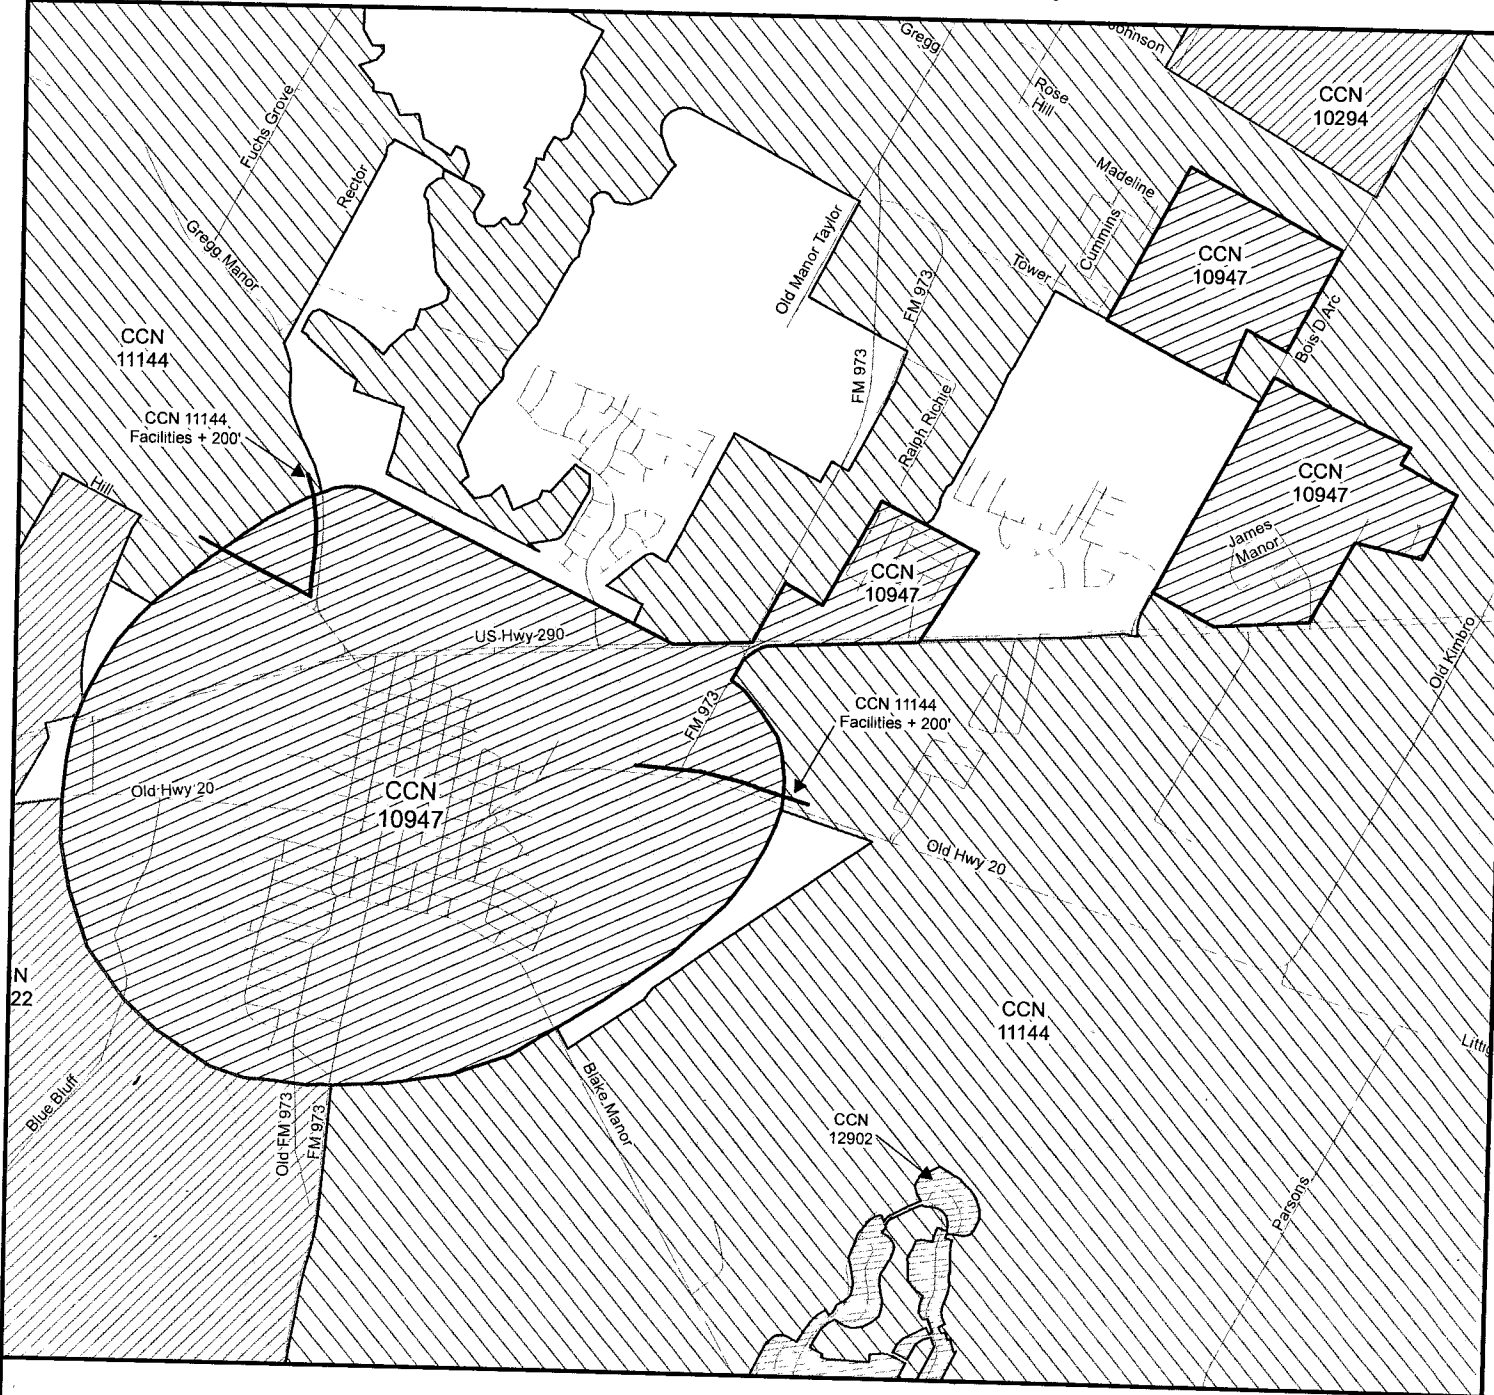 Gregg
Johnson
Rose
Hill
CCN
10294
Fuchs Grove
Rector
Gregg Manor
Old Manor Taylor
FM 973
FM 973
Madeline
Cummins
Tower
CCN
10947
Bois D Arc
CCN
11144
CCN 11144
Facilities + 200'
Hill
Ralph Richie
CCN
10947
James
Manor
CCN
10947
US Hwy 290
Old Kimbro
FM 973
CCN 11144
Facilities + 200'
Old Hwy 20
CCN
10947
Old Hwy 20
N
22
CCN
11144
Littig
Blue Bluff
Old FM 973
FM 973
Blake Manor
CCN
12902
Parsons